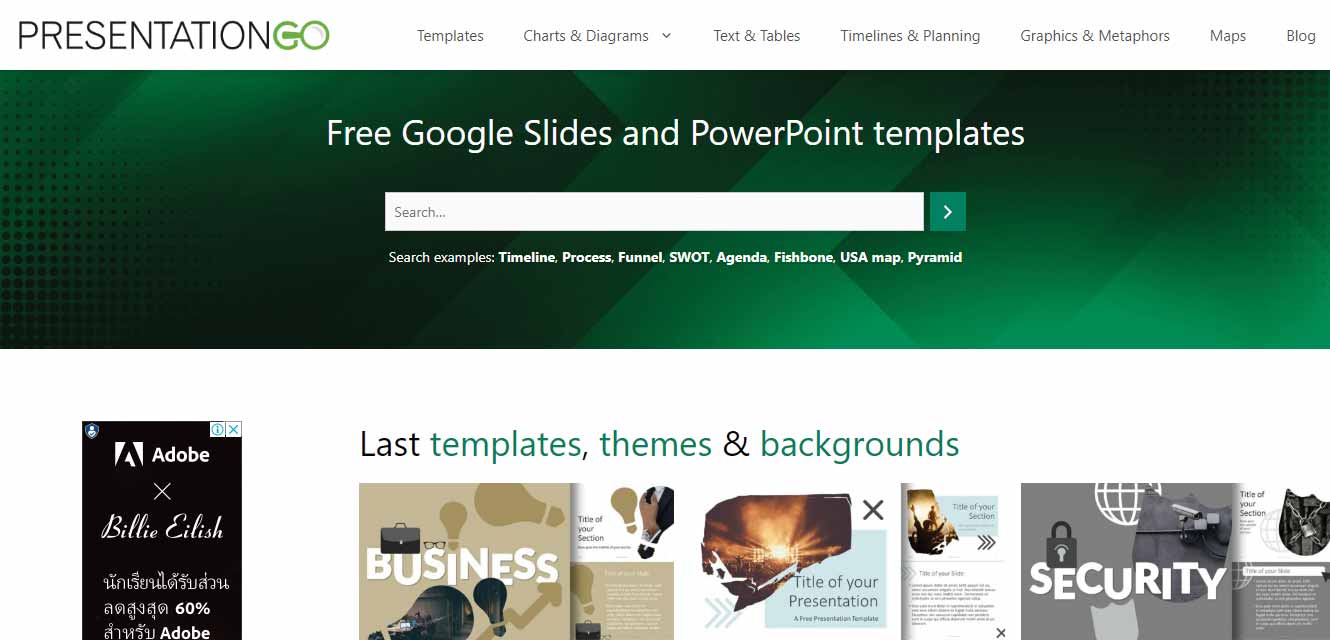 PRESENTATIONGO
Templates
Charts & Diagrams
Text & Tables
Timelines & Planning
Graphics & Metaphors
Maps
Blog
Free Google Slides and PowerPoint templates
Search...
Search examples: Timeline, Process, Funnel, SWOT, Agenda, Fishbone, USA map, Pyramid
Adobe
Billie Eilish
นักเรียนได้รับส่วน
ลดสูงสุด 60%
สำหรับ Adobe
Last templates, themes & backgrounds
BUSINESS
Title of
your
Section
Title of your Slide
Title of your
Presentation
A Free Presentation Template
Title of your
Section
Title of your Slide
SECURITY
Title of
your
Section
Title of your Slide